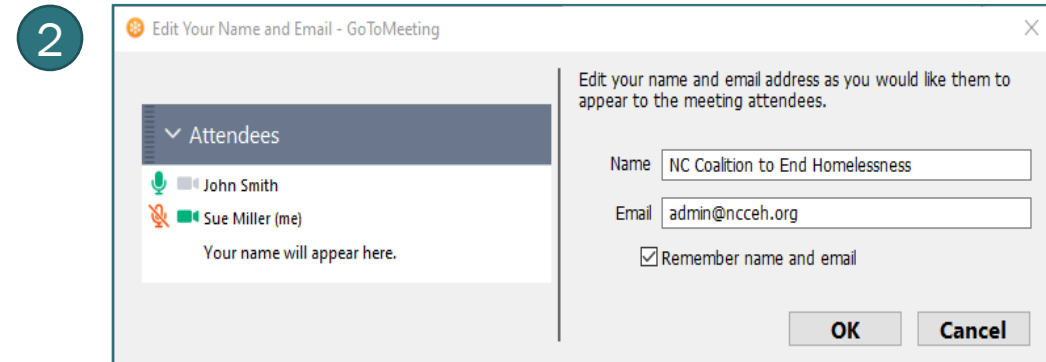 2
Edit Your Name and Email - GoToMeeting
Attendees
John Smith
Sue Miller (me)
Your name will appear here.
Edit your name and email address as you would like them to
appear to the meeting attendees.
Name NC Coalition to End Homelessness
Email admin@ncceh.org
Remember name and email
OK Cancel